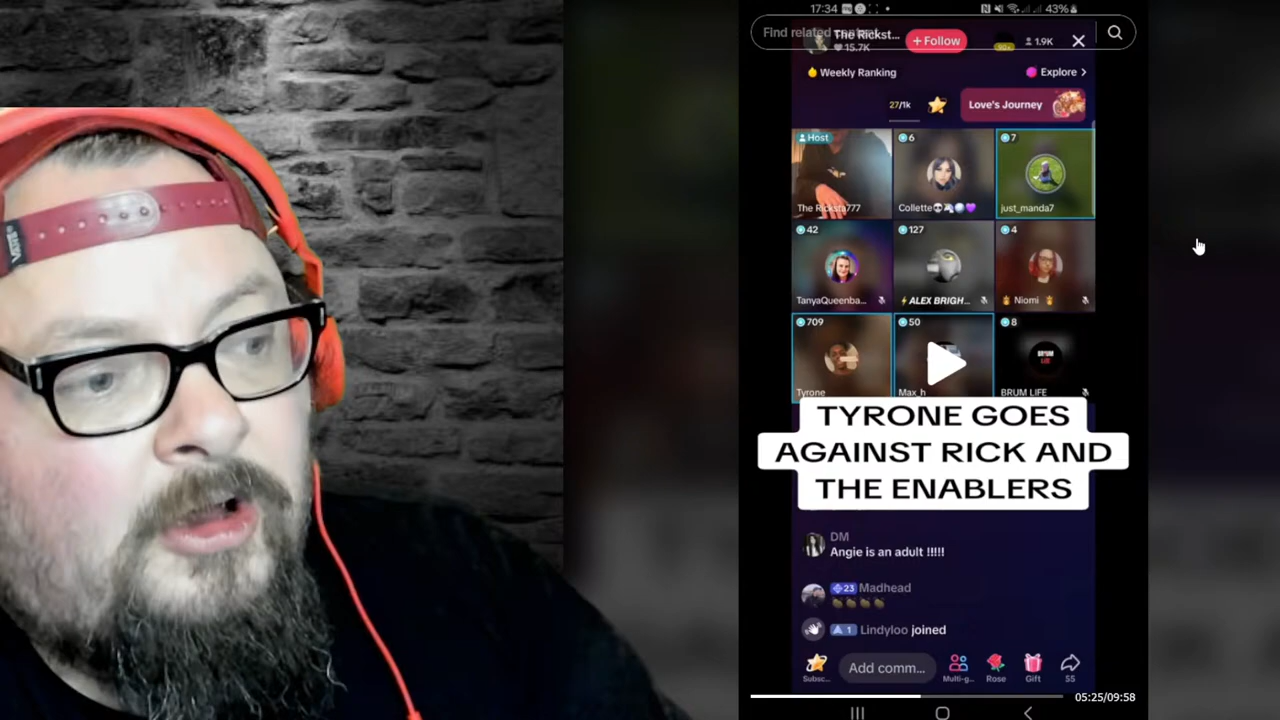 17:34
43%
Find related content
The Rickst...
15.7K
+ Follow
1.9K
Weekly Ranking
Explore >
27/1k
Love's Journey
Host
6
7
The Ricksta777
Collette
just_manda7
42
127
4
TanyaQueenba...
ALEX BRIGH...
Niomi
709
50
8
Tyrone
Max_h
BRUM LIFE
TYRONE GOES
AGAINST RICK AND
THE ENABLERS
DM
Angie is an adult !!!!!
23 Madhead
1 Lindyloo joined
Add comm...
Subsc...
Multi-g...
Rose
Gift
55
05:25/09:58